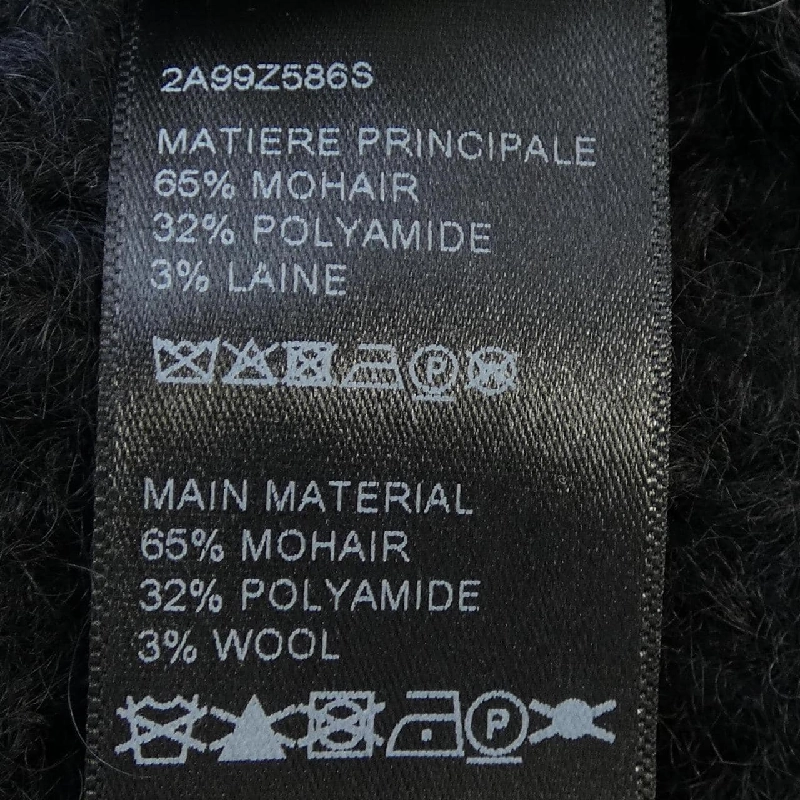 2A99Z586S
MATIERE PRINCIPALE
65% MOHAIR
32% POLYAMIDE
3% LAINE
P
MAIN MATERIAL
65% MOHAIR
32% POLYAMIDE
3% WOOL
P